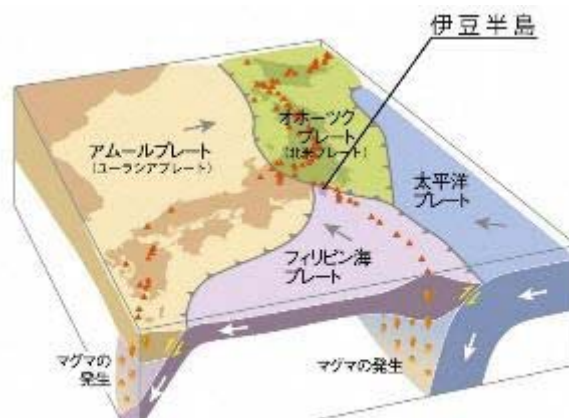 伊豆半島
オホーツク
プレート
(北米プレート)
アムールプレート
(ユーラシアプレート)
太平洋
プレート
フィリピン海
プレート
マグマの
発生
マグマの発生